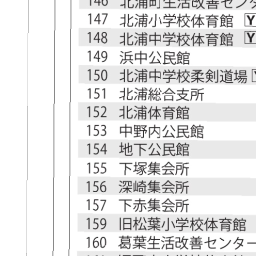 146 北浦町生活改善セン
147 北浦小学校体育館 Y
148 北浦中学校体育館 Y
149 浜中公民館
150 北浦中学校柔剣道場 Y
151 北浦総合支所
152 北浦体育館
153 中野内公民館
154 地下公民館
155 下塚集会所
156 深崎集会所
157 下赤集会所
159 旧松葉小学校体育館
160 葛葉生活改善センター